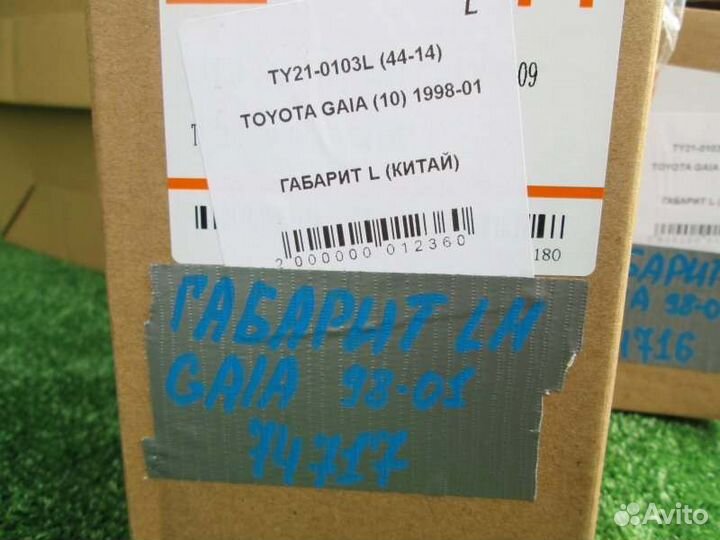 L
09
T
TY21-0103L (44-14)
TOYOTA GAIA (10) 1998-01
ГАБАРИТ L (КИТАЙ)
2 000000 012360
180
ГАБАРИТ LH
GAIA 98-01
74717
TY21-0103
TOYOTA GAIA
ГАБАРИТ L
БАРИТ
A 98-0
1716
Avito